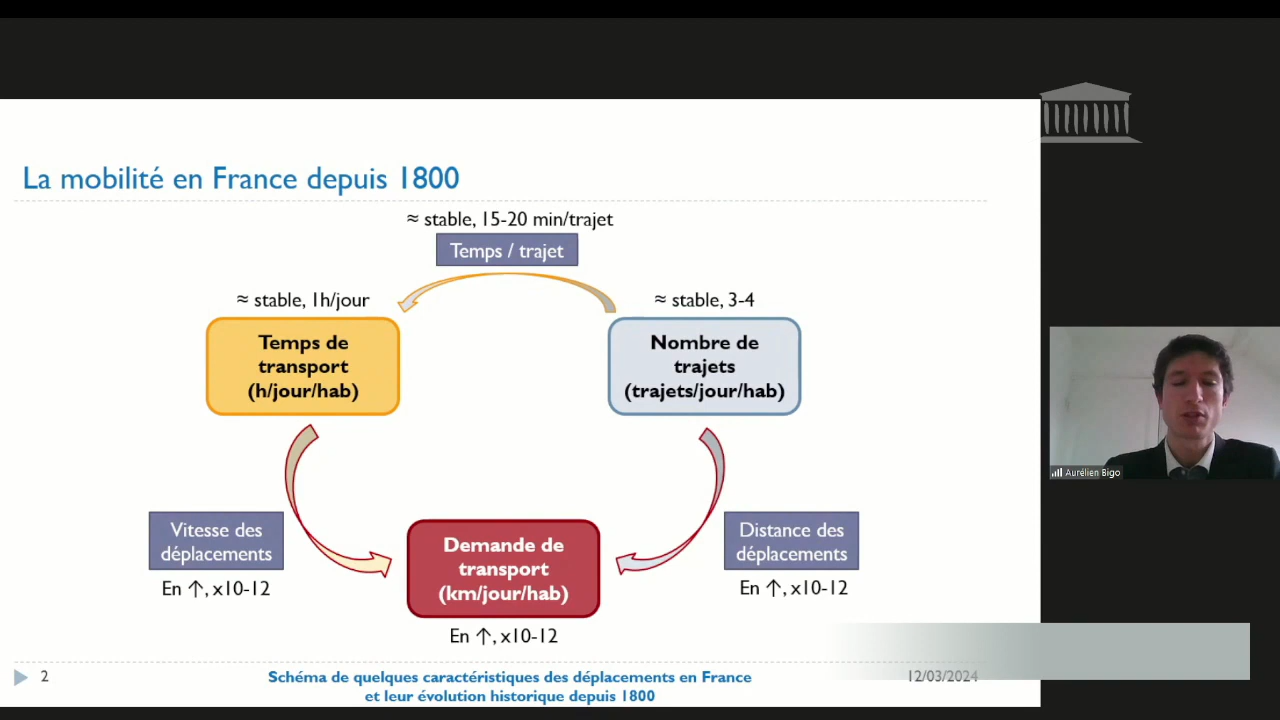 La mobilité en France depuis 1800
≈ stable, 15-20 min/trajet
Temps / trajet
≈ stable, 1h/jour
≈ stable, 3-4
Temps de
transport
(h/jour/hab)
Nombre de
trajets
(trajets/jour/hab)
Vitesse des
déplacements
En ↑, x10-12
Demande de
transport
(km/jour/hab)
En ↑, x10-12
Distance des
déplacements
En ↑, x10-12
Aurélien Bigo
2
Schéma de quelques caractéristiques des déplacements en France
et leur évolution historique depuis 1800
12/03/2024